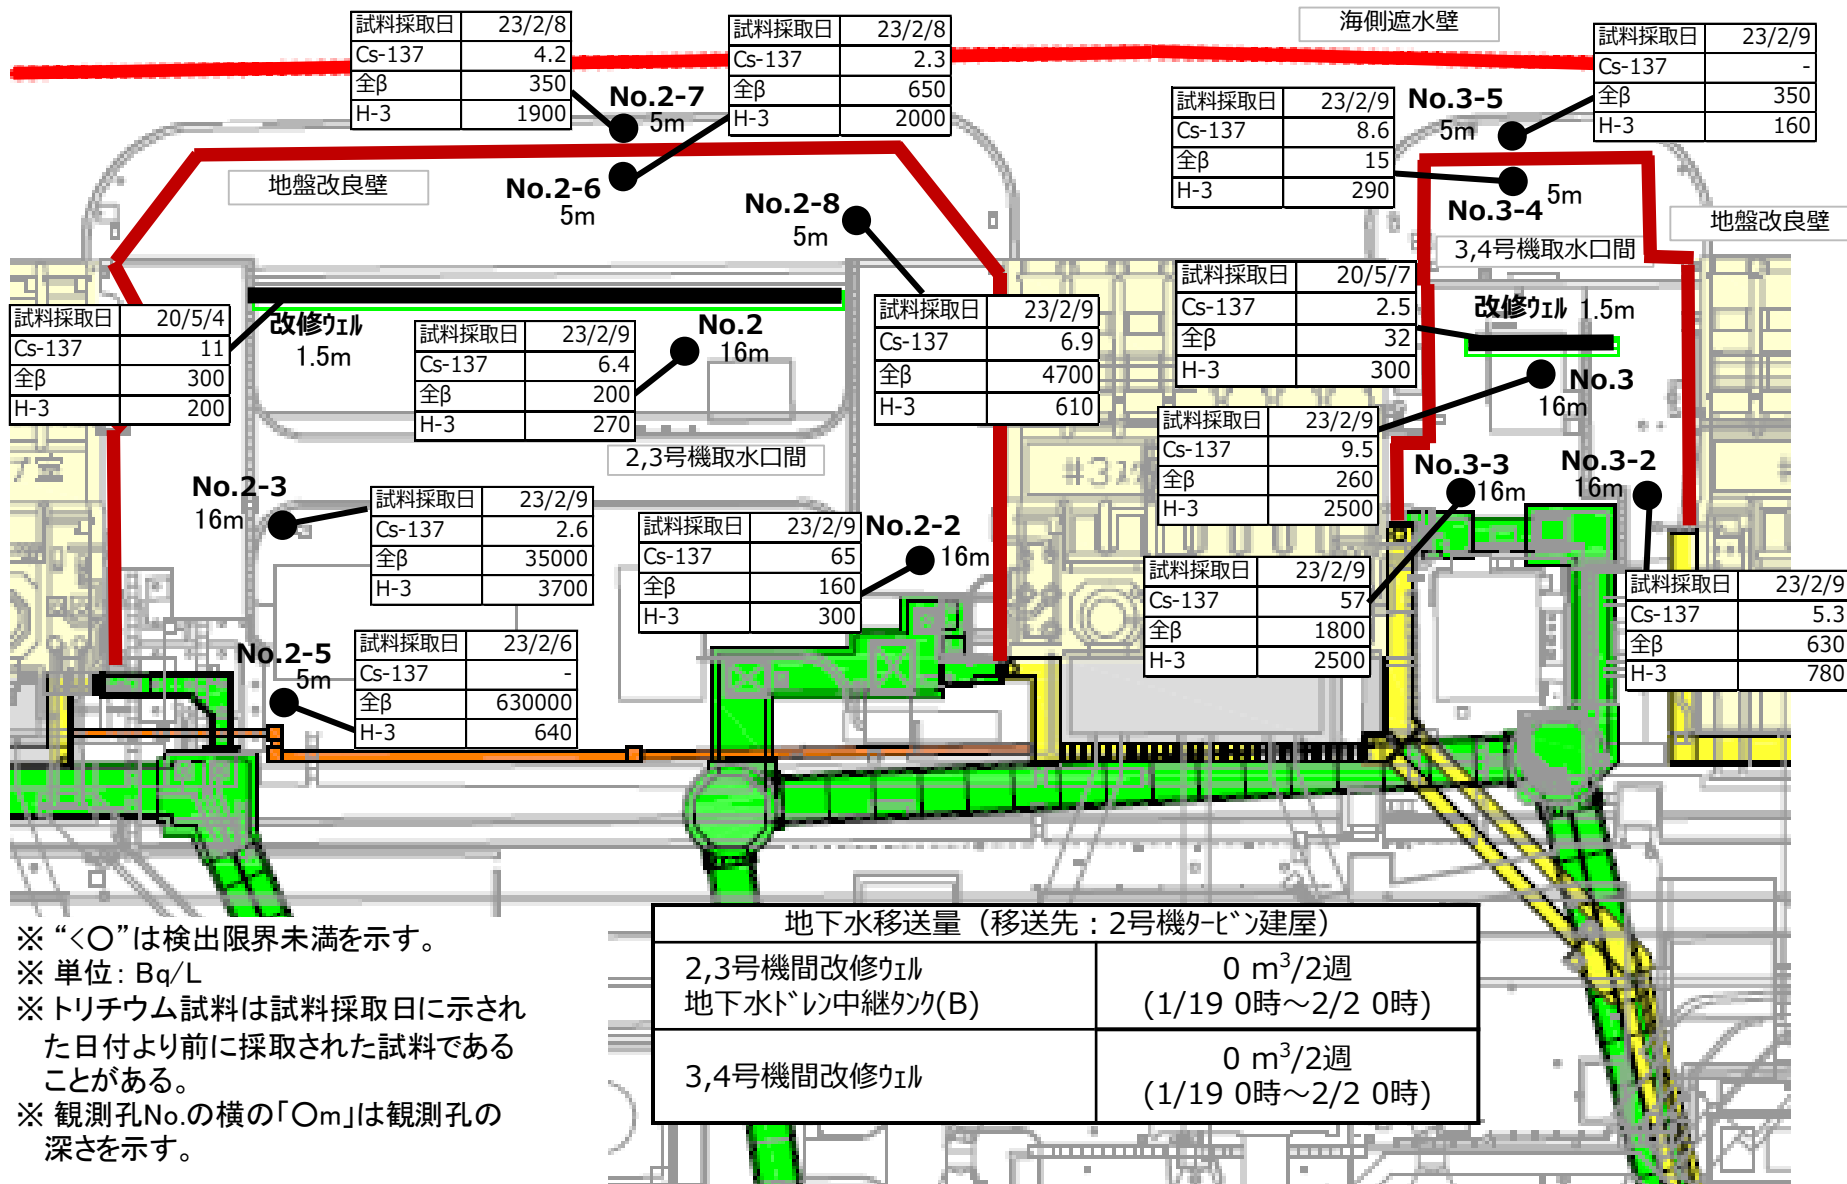 海側遮水壁
試料採取日 23/2/8
Cs-137 4.2
全β 350
H-3 1900
No.2-7
5m
試料採取日 23/2/8
Cs-137 2.3
全β 650
H-3 2000
No.2-6
5m
地盤改良壁
試料採取日 23/2/9
Cs-137 8.6
全β 15
H-3 290
No.3-5
5m
試料採取日 23/2/9
Cs-137 -
全β 350
H-3 160
No.3-4
5m
地盤改良壁
3,4号機取水口間
No.2-8
5m
試料採取日 20/5/4
Cs-137 11
全β 300
H-3 200
改修ｳｪﾙ
1.5m
試料採取日 23/2/9
Cs-137 6.4
全β 200
H-3 270
No.2
16m
試料採取日 23/2/9
Cs-137 6.9
全β 4700
H-3 610
試料採取日 20/5/7
Cs-137 2.5
全β 32
H-3 300
改修ｳｪﾙ 1.5m
No.3
16m
試料採取日 23/2/9
Cs-137 9.5
全β 260
H-3 2500
2,3号機取水口間
No.2-3
16m
試料採取日 23/2/9
Cs-137 2.6
全β 35000
H-3 3700
試料採取日 23/2/9
Cs-137 65
全β 160
H-3 300
No.2-2
16m
#3
No.3-3
16m
No.3-2
16m
試料採取日 23/2/9
Cs-137 57
全β 1800
H-3 2500
試料採取日 23/2/9
Cs-137 5.3
全β 630
H-3 780
No.2-5
5m
試料採取日 23/2/6
Cs-137 -
全β 630000
H-3 640
※ “<〇”は検出限界未満を示す。
※ 単位: Bq/L
※ トリチウム試料は試料採取日に示され
た日付より前に採取された試料である
ことがある。
※ 観測孔No.の横の「〇m」は観測孔の
深さを示す。
地下水移送量（移送先：2号機ﾀｰﾋﾞﾝ建屋）
2,3号機間改修ｳｪﾙ
地下水ﾄﾞﾚﾝ中継ﾀﾝｸ(B)
0 m³/2週
(1/19 0時～2/2 0時)
3,4号機間改修ｳｪﾙ
0 m³/2週
(1/19 0時～2/2 0時)